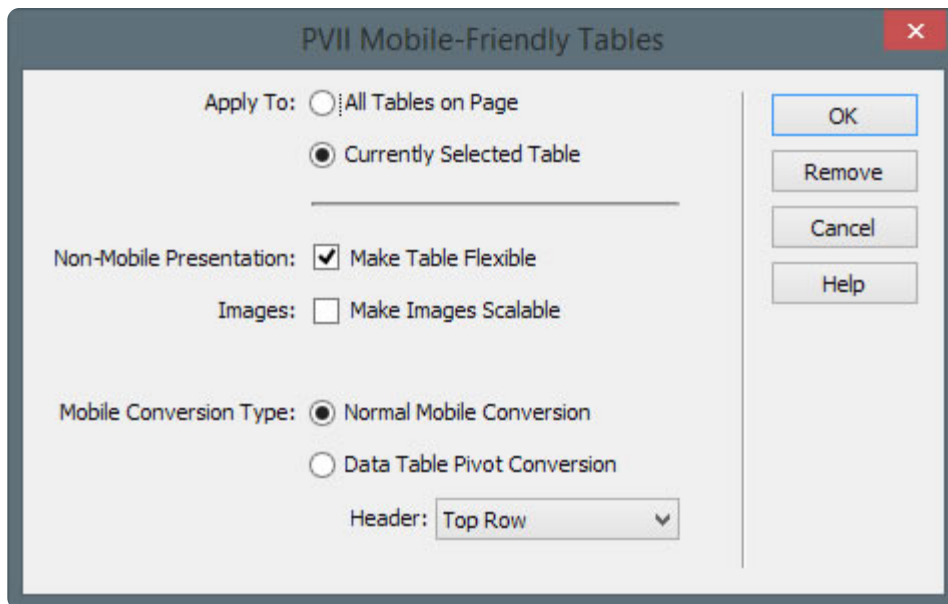 PVII Mobile-Friendly Tables
Apply To: All Tables on Page
Currently Selected Table
Non-Mobile Presentation: Make Table Flexible
Images: Make Images Scalable
Mobile Conversion Type: Normal Mobile Conversion
Data Table Pivot Conversion
Header: Top Row
OK
Remove
Cancel
Help